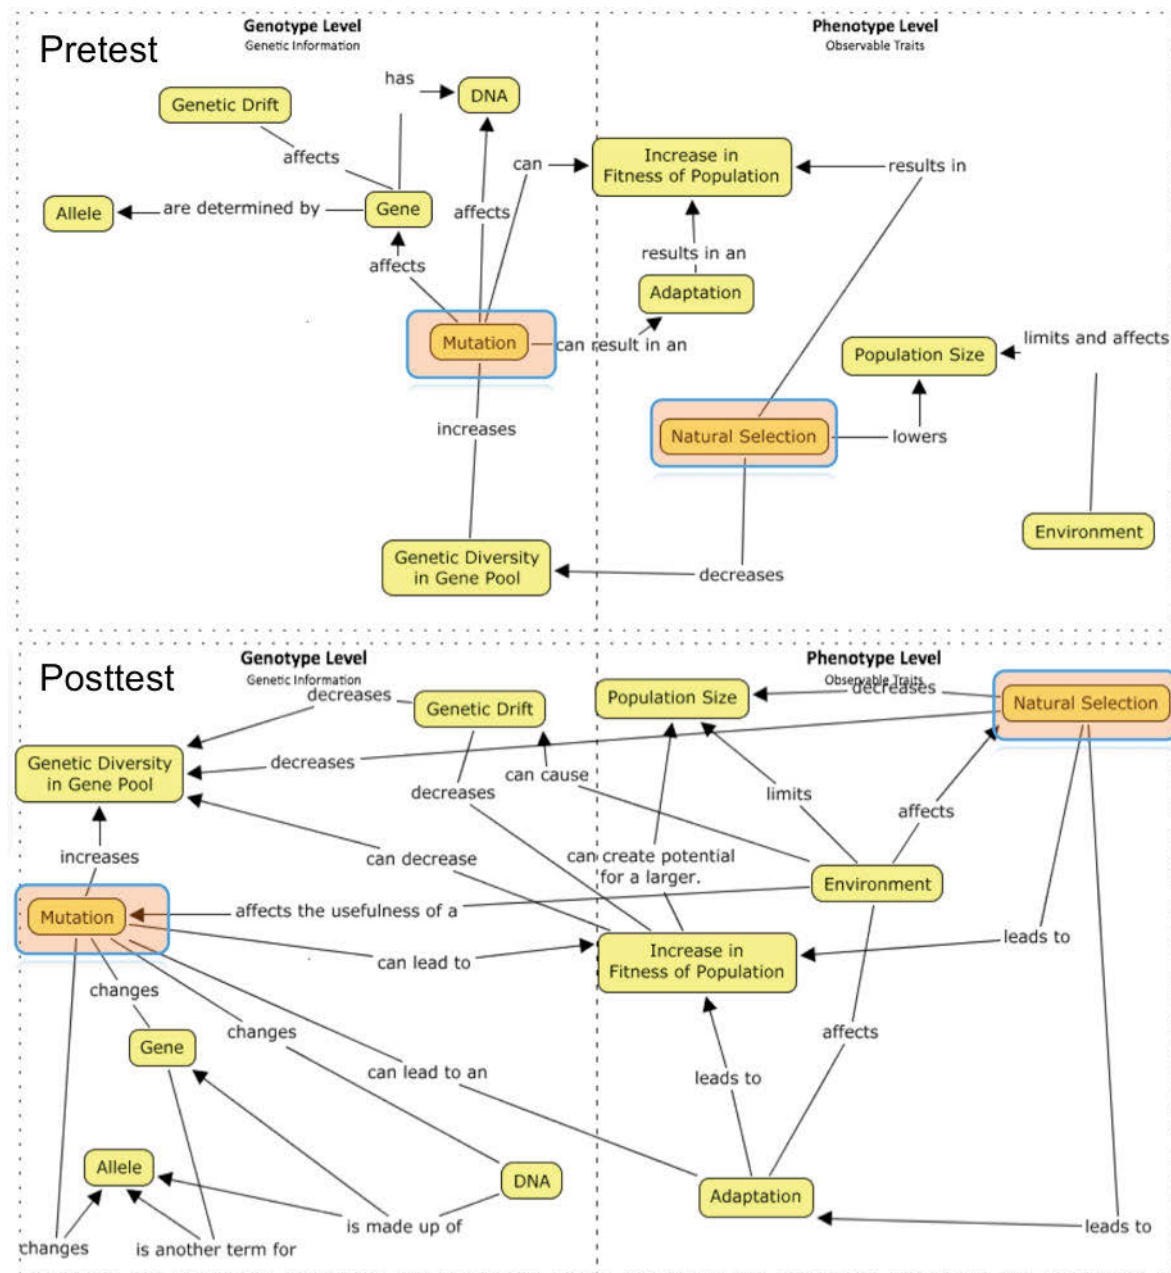 Pretest
Genotype Level
Genetic Information
Phenotype Level
Observable Traits
has
DNA
Genetic Drift
affects
can
Increase in
Fitness of Population
results in
Allele
are determined by
Gene
affects
affects
results in an
Adaptation
Mutation
can result in an
Population Size
limits and affects
increases
Natural Selection
lowers
Environment
Genetic Diversity
in Gene Pool
decreases
Posttest
Genotype Level
Genetic Information
Phenotype Level
Observable Traits
decreases
Genetic Drift
Population Size
decreases
Natural Selection
Genetic Diversity
in Gene Pool
decreases
can cause
decreases
limits
affects
increases
can decrease
can create potential
for a larger.
Environment
Mutation
affects the usefulness of a
can lead to
Increase in
Fitness of Population
leads to
changes
Gene
changes
can lead to an
leads to
affects
Allele
DNA
Adaptation
is made up of
leads to
changes
is another term for